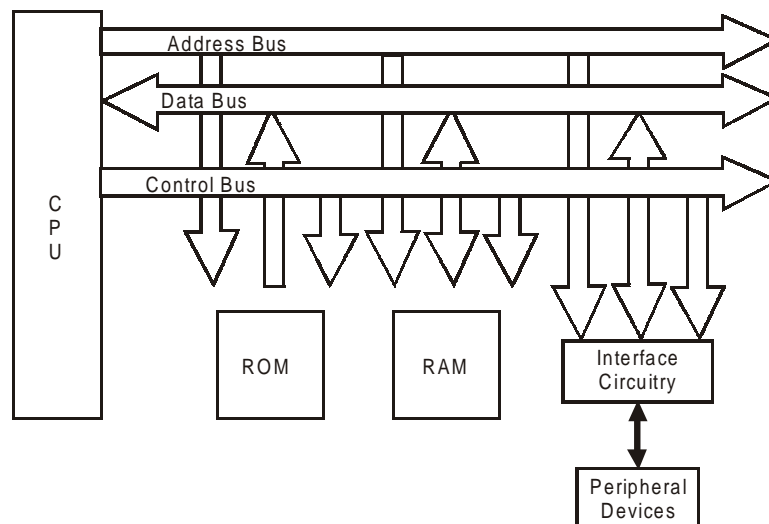 Address Bus
Data Bus
Control Bus
C
P
U
ROM
RAM
Interface
Circuitry
Peripheral
Devices